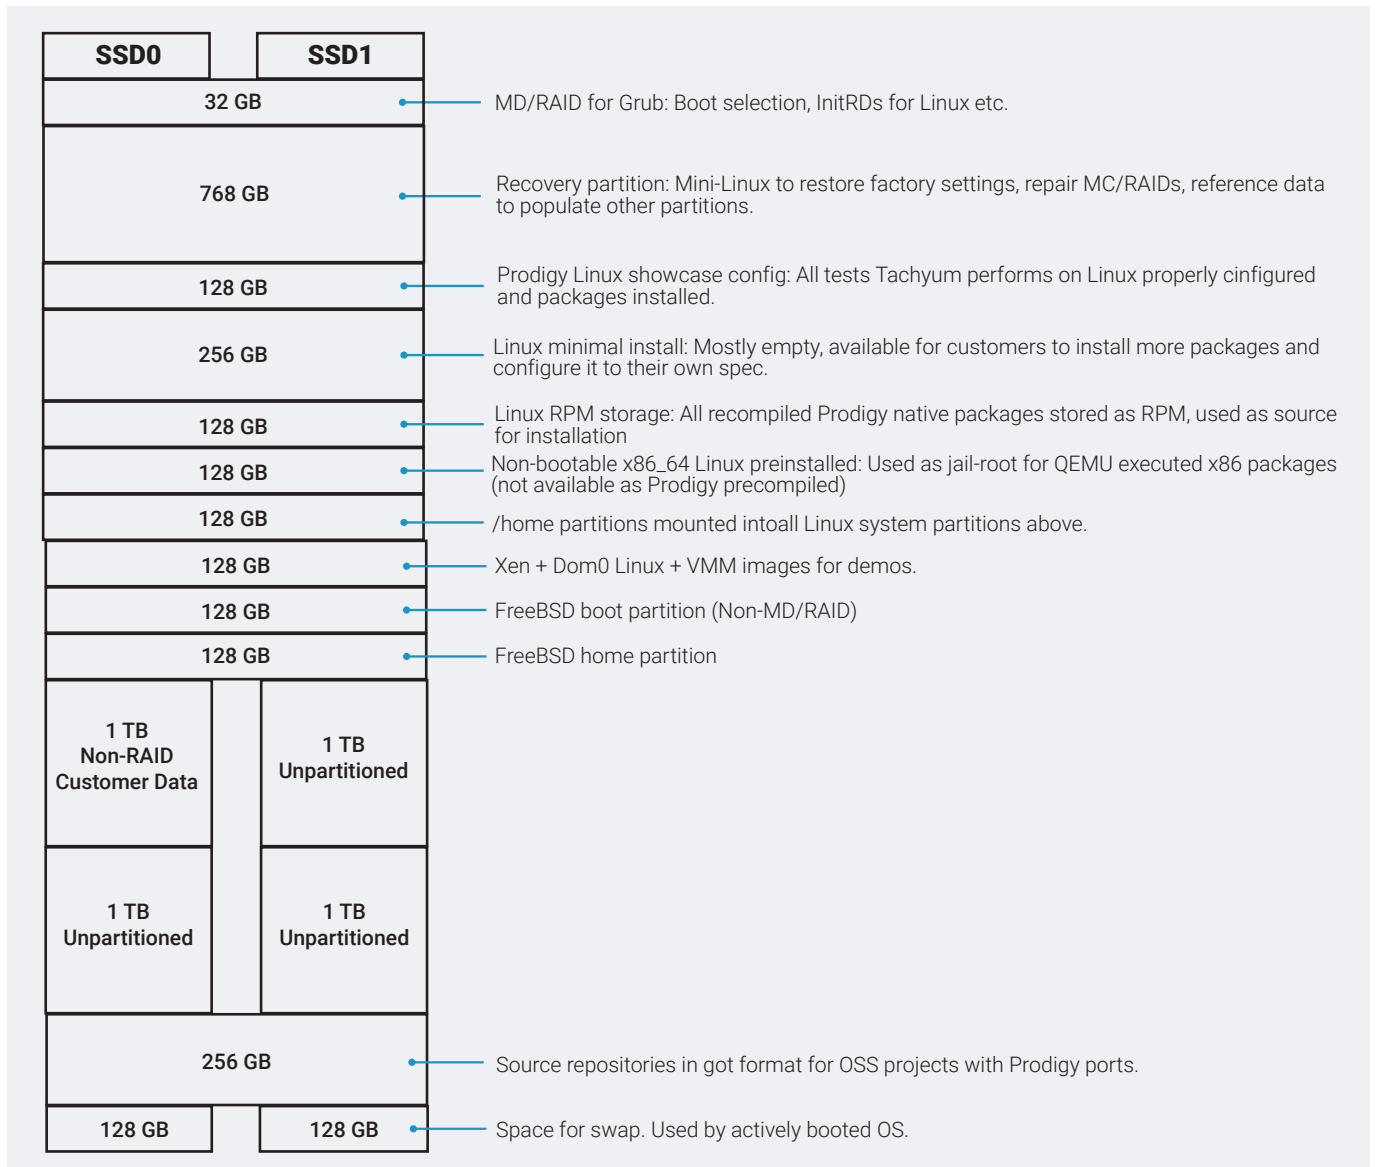 SSD0
SSD1
32 GB
MD/RAID for Grub: Boot selection, InitRDs for Linux etc.
768 GB
Recovery partition: Mini-Linux to restore factory settings, repair MC/RAIDs, reference data
to populate other partitions.
128 GB
Prodigy Linux showcase config: All tests Tachyum performs on Linux properly cinfigured
and packages installed.
256 GB
Linux minimal install: Mostly empty, available for customers to install more packages and
configure it to their own spec.
128 GB
Linux RPM storage: All recompiled Prodigy native packages stored as RPM, used as source
for installation
128 GB
Non-bootable x86_64 Linux preinstalled: Used as jail-root for QEMU executed x86 packages
(not available as Prodigy precompiled)
128 GB
/home partitions mounted intoall Linux system partitions above.
128 GB
Xen + Dom0 Linux + VMM images for demos.
128 GB
FreeBSD boot partition (Non-MD/RAID)
128 GB
FreeBSD home partition
1 TB
Non-RAID
Customer Data
1 TB
Unpartitioned
1 TB
Unpartitioned
1 TB
Unpartitioned
256 GB
Source repositories in got format for OSS projects with Prodigy ports.
128 GB
128 GB
Space for swap. Used by actively booted OS.